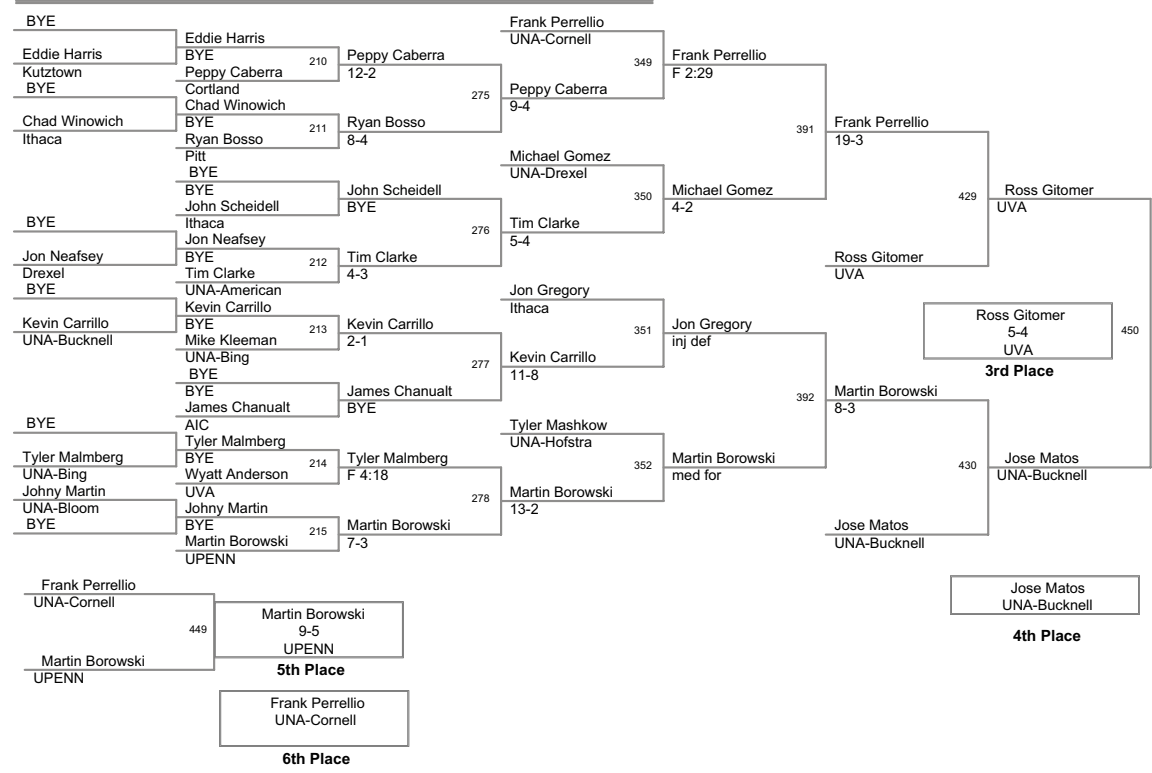 BYE
Eddie Harris
Kutztown
BYE
Chad Winowich
Ithaca
BYE
Jon Neafsey
Drexel
BYE
Kevin Carrillo
UNA-Bucknell
BYE
Tyler Malmberg
UNA-Bing
Johny Martin
UNA-Bloom
BYE
Eddie Harris
BYE
210
Peppy Caberra
Cortland
Chad Winowich
BYE
211
Ryan Bosso
Pitt
BYE
BYE
John Scheidell
Ithaca
Jon Neafsey
BYE
212
Tim Clarke
UNA-American
Kevin Carrillo
BYE
213
Mike Kleeman
UNA-Bing
BYE
BYE
James Chanualt
AIC
Tyler Malmberg
BYE
214
Wyatt Anderson
UVA
Johny Martin
BYE
215
Martin Borowski
UPENN
Peppy Caberra
12-2
275
Ryan Bosso
8-4
John Scheidell
BYE
276
Tim Clarke
4-3
Kevin Carrillo
2-1
277
James Chanualt
BYE
Tyler Malmberg
F 4:18
278
Martin Borowski
7-3
Frank Perrellio
UNA-Cornell
349
Peppy Caberra
9-4
Michael Gomez
UNA-Drexel
350
Tim Clarke
5-4
Jon Gregory
Ithaca
351
Kevin Carrillo
11-8
Tyler Mashkow
UNA-Hofstra
352
Martin Borowski
13-2
Frank Perrellio
F 2:29
391
Michael Gomez
4-2
Jon Gregory
inj def
392
Martin Borowski
med for
Frank Perrellio
19-3
429
Ross Gitomer
UVA
Martin Borowski
8-3
430
Jose Matos
UNA-Bucknell
Ross Gitomer
UVA
450
Jose Matos
UNA-Bucknell
Ross Gitomer
5-4
UVA
3rd Place
Jose Matos
UNA-Bucknell
4th Place
Frank Perrellio
UNA-Cornell
449
Martin Borowski
UPENN
Martin Borowski
9-5
UPENN
5th Place
Frank Perrellio
UNA-Cornell
6th Place